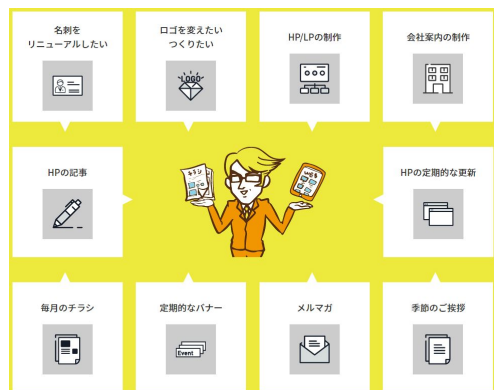 名刺を
リニューアルしたい
ロゴを変えたい
つくりたい
HP/LPの制作
会社案内の制作
LOGO
HPの記事
チラシ
Web
HPの定期的な更新
毎月のチラシ
定期的なバナー
メルマガ
季節のご挨拶
Event